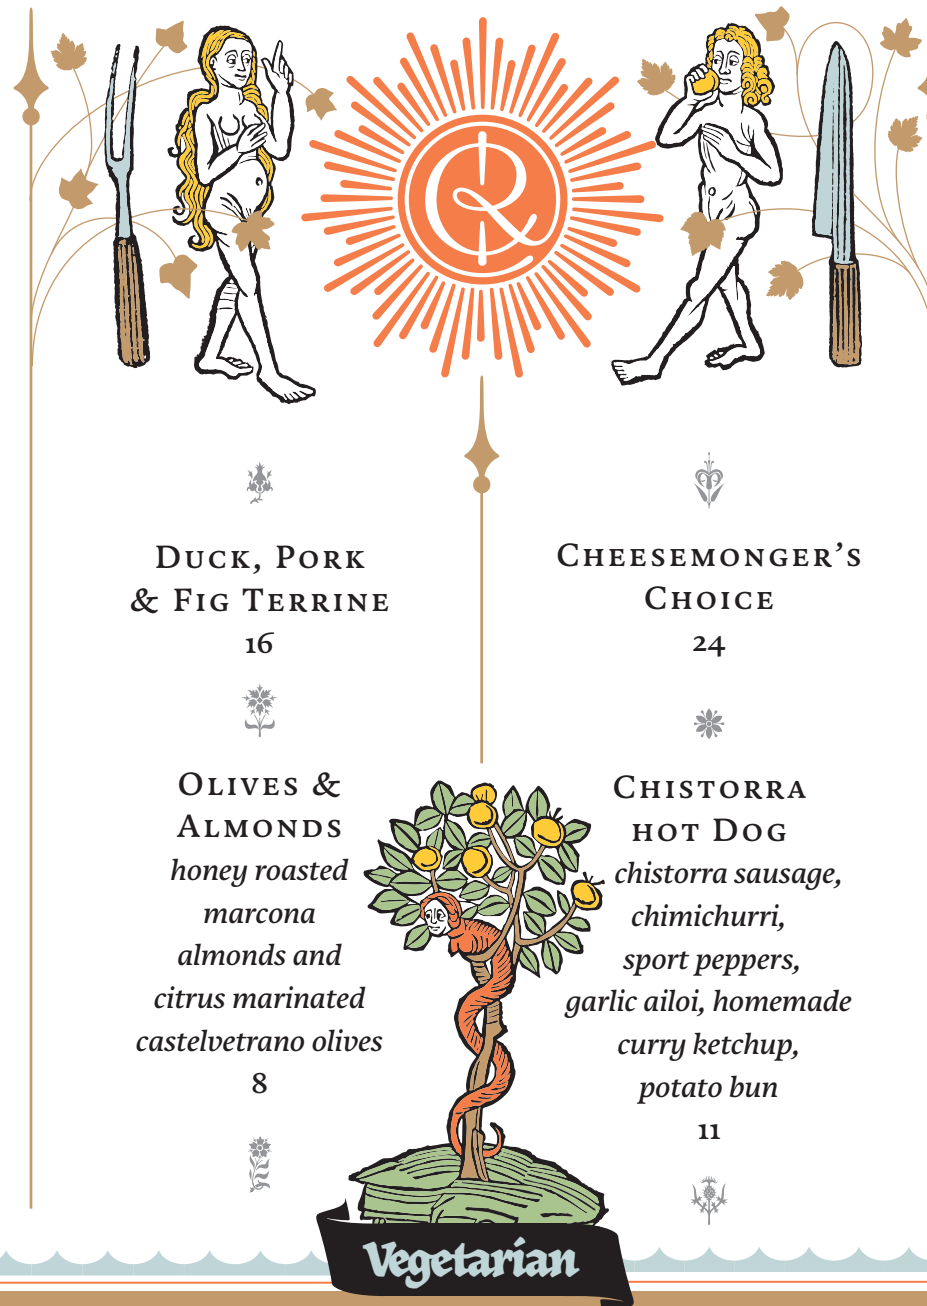 Duck, Pork
& Fig Terrine
16
Olives &
Almonds
honey roasted
marcona
almonds and
citrus marinated
castelvetrano olives
8
Cheesemonger's
Choice
24
Chistorra
hot Dog
chistorra sausage,
chimichurri,
sport peppers,
garlic ailoi, homemade
curry ketchup,
potato bun
11
Vegetarian